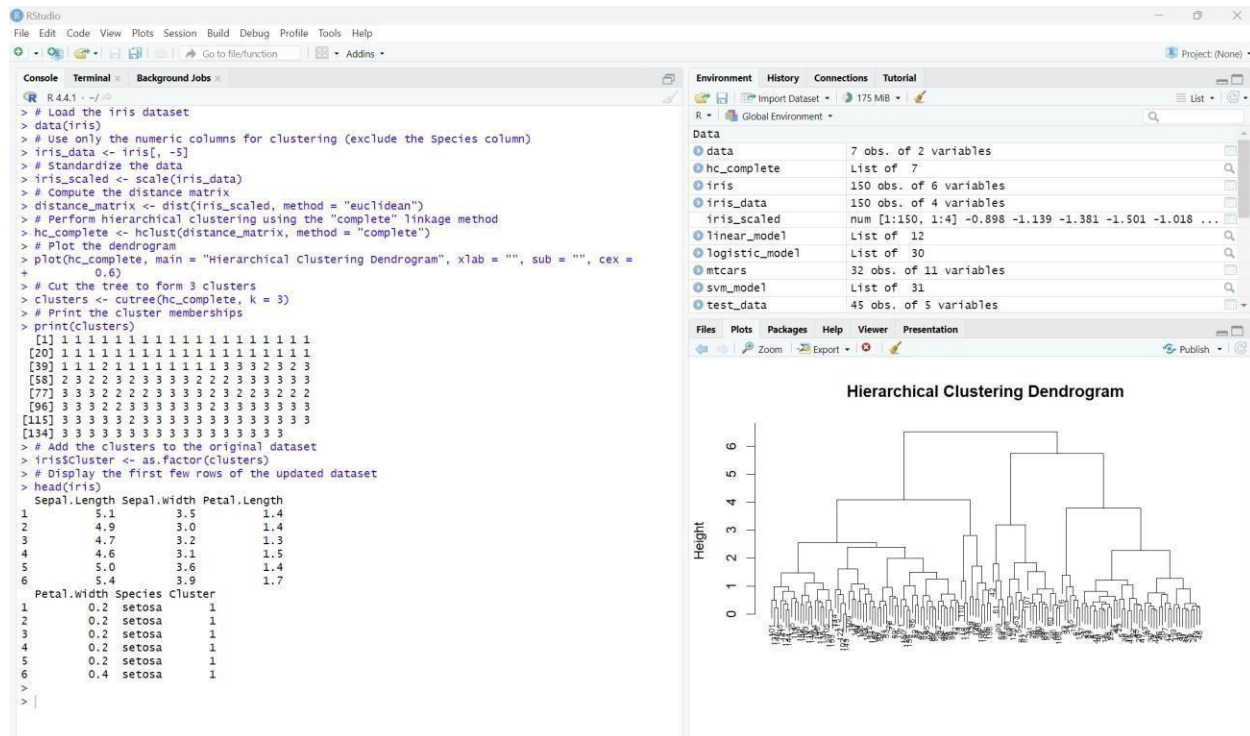 RStudio
File Edit Code View Plots Session Build Debug Profile Tools Help
Go to file/function Addins
Project: (None)
Console Terminal Background Jobs
R 4.4.1 · ~/
> # Load the iris dataset
> data(iris)
> # Use only the numeric columns for clustering (exclude the Species column)
> iris_data <- iris[, -5]
> # Standardize the data
> iris_scaled <- scale(iris_data)
> # Compute the distance matrix
> distance_matrix <- dist(iris_scaled, method = "euclidean")
> # Perform hierarchical clustering using the "complete" linkage method
> hc_complete <- hclust(distance_matrix, method = "complete")
> # Plot the dendrogram
> plot(hc_complete, main = "Hierarchical Clustering Dendrogram", xlab = "", sub = "", cex =
+ 0.6)
> # Cut the tree to form 3 clusters
> clusters <- cutree(hc_complete, k = 3)
> # Print the cluster memberships
> print(clusters)
[1] 1 1 1 1 1 1 1 1 1 1 1 1 1 1 1 1 1 1 1
[20] 1 1 1 1 1 1 1 1 1 1 1 1 1 1 1 1 1 1 1
[39] 1 1 1 2 1 1 1 1 1 1 1 1 3 3 3 2 3 2 3
[58] 2 3 2 2 3 2 3 3 3 3 2 2 2 3 3 3 3 3
[77] 3 3 3 2 2 2 2 3 3 3 3 2 3 2 2 3 2 2 2
[96] 3 3 3 2 2 3 3 3 3 3 3 2 3 3 3 3 3 3 3
[115] 3 3 3 3 3 2 3 3 3 3 3 3 3 3 3 3 3 3 3
[134] 3 3 3 3 3 3 3 3 3 3 3 3 3 3 3 3 3
> # Add the clusters to the original dataset
> iris$Cluster <- as.factor(clusters)
> # Display the first few rows of the updated dataset
> head(iris)
Sepal.Length Sepal.Width Petal.Length
1 5.1 3.5 1.4
2 4.9 3.0 1.4
3 4.7 3.2 1.3
4 4.6 3.1 1.5
5 5.0 3.6 1.4
6 5.4 3.9 1.7
Petal.Width Species Cluster
1 0.2 setosa 1
2 0.2 setosa 1
3 0.2 setosa 1
4 0.2 setosa 1
5 0.2 setosa 1
6 0.4 setosa 1
>
>
Environment History Connections Tutorial
Import Dataset 175 MiB List
R Global Environment
Data
data 7 obs. of 2 variables
hc_complete List of 7
iris 150 obs. of 6 variables
iris_data 150 obs. of 4 variables
iris_scaled num [1:150, 1:4] -0.898 -1.139 -1.381 -1.501 -1.018 ...
linear_model List of 12
logistic_model List of 30
mtcars 32 obs. of 11 variables
svm_model List of 31
test_data 45 obs. of 5 variables
Files Plots Packages Help Viewer Presentation
Zoom Export Publish
Hierarchical Clustering Dendrogram
Height
6
5
4
3
2
1
0
42